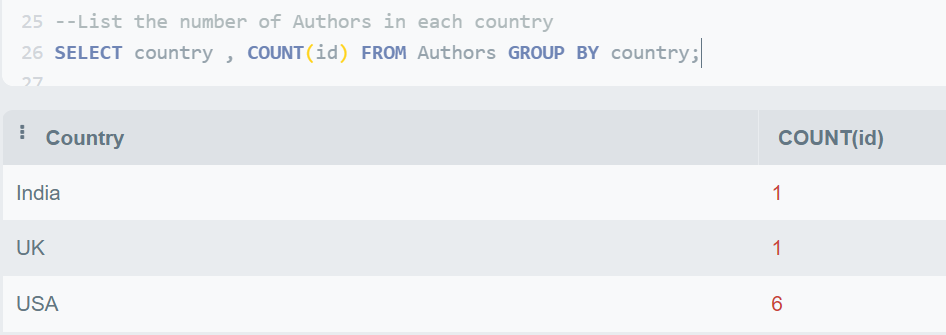 25 --List the number of Authors in each country
26 SELECT country , COUNT(id) FROM Authors GROUP BY country;
27
Country COUNT(id)
India 1
UK 1
USA 6